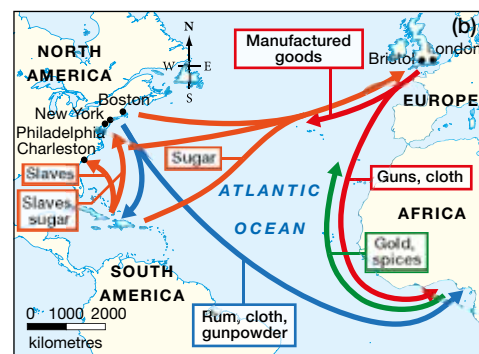 (b)
NORTH
AMERICA
N
W
E
S
Manufactured
goods
Bristol
London
EUROPE
Boston
New York
Philadelphia
Charleston
Slaves
Slaves,
sugar
Sugar
ATLANTIC
OCEAN
Guns, cloth
AFRICA
Gold,
spices
SOUTH
AMERICA
Rum, cloth,
gunpowder
0 1000 2000
kilometres